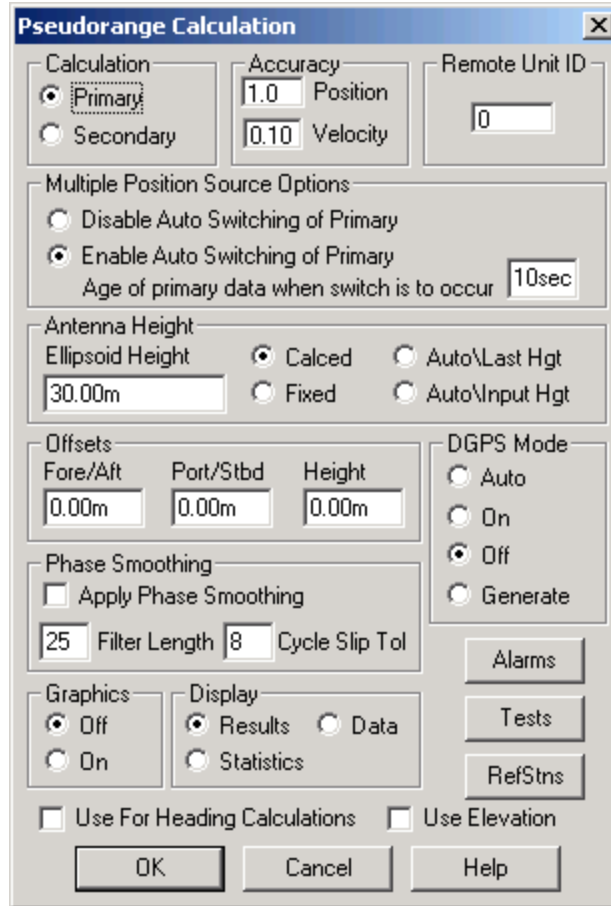 Pseudorange Calculation
Calculation
Primary
Secondary
Accuracy
1.0 Position
0.10 Velocity
Remote Unit ID
0
Multiple Position Source Options
Disable Auto Switching of Primary
Enable Auto Switching of Primary
Age of primary data when switch is to occur 10sec
Antenna Height
Ellipsoid Height
30.00m
Calced
Fixed
Auto\Last Hgt
Auto\Input Hgt
Offsets
Fore/Aft Port/Stbd Height
0.00m 0.00m 0.00m
DGPS Mode
Auto
On
Off
Generate
Phase Smoothing
Apply Phase Smoothing
25 Filter Length 8 Cycle Slip Tol
Graphics
Off
On
Display
Results Data
Statistics
Alarms
Tests
RefStns
Use For Heading Calculations Use Elevation
OK Cancel Help